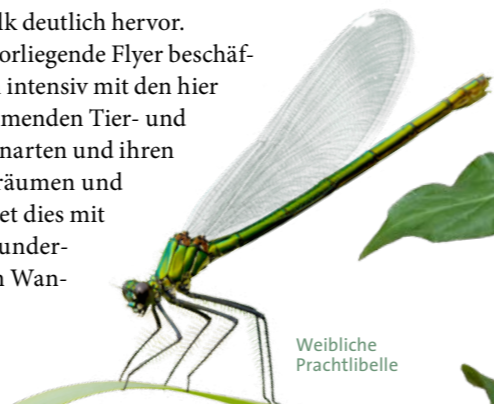 lk deutlich hervor.
orliegende Flyer beschäf-
intensiv mit den hier
menden Tier- und
narten und ihren
räumen und
et dies mit
under-
n Wan-
Weibliche
Prachtlibelle